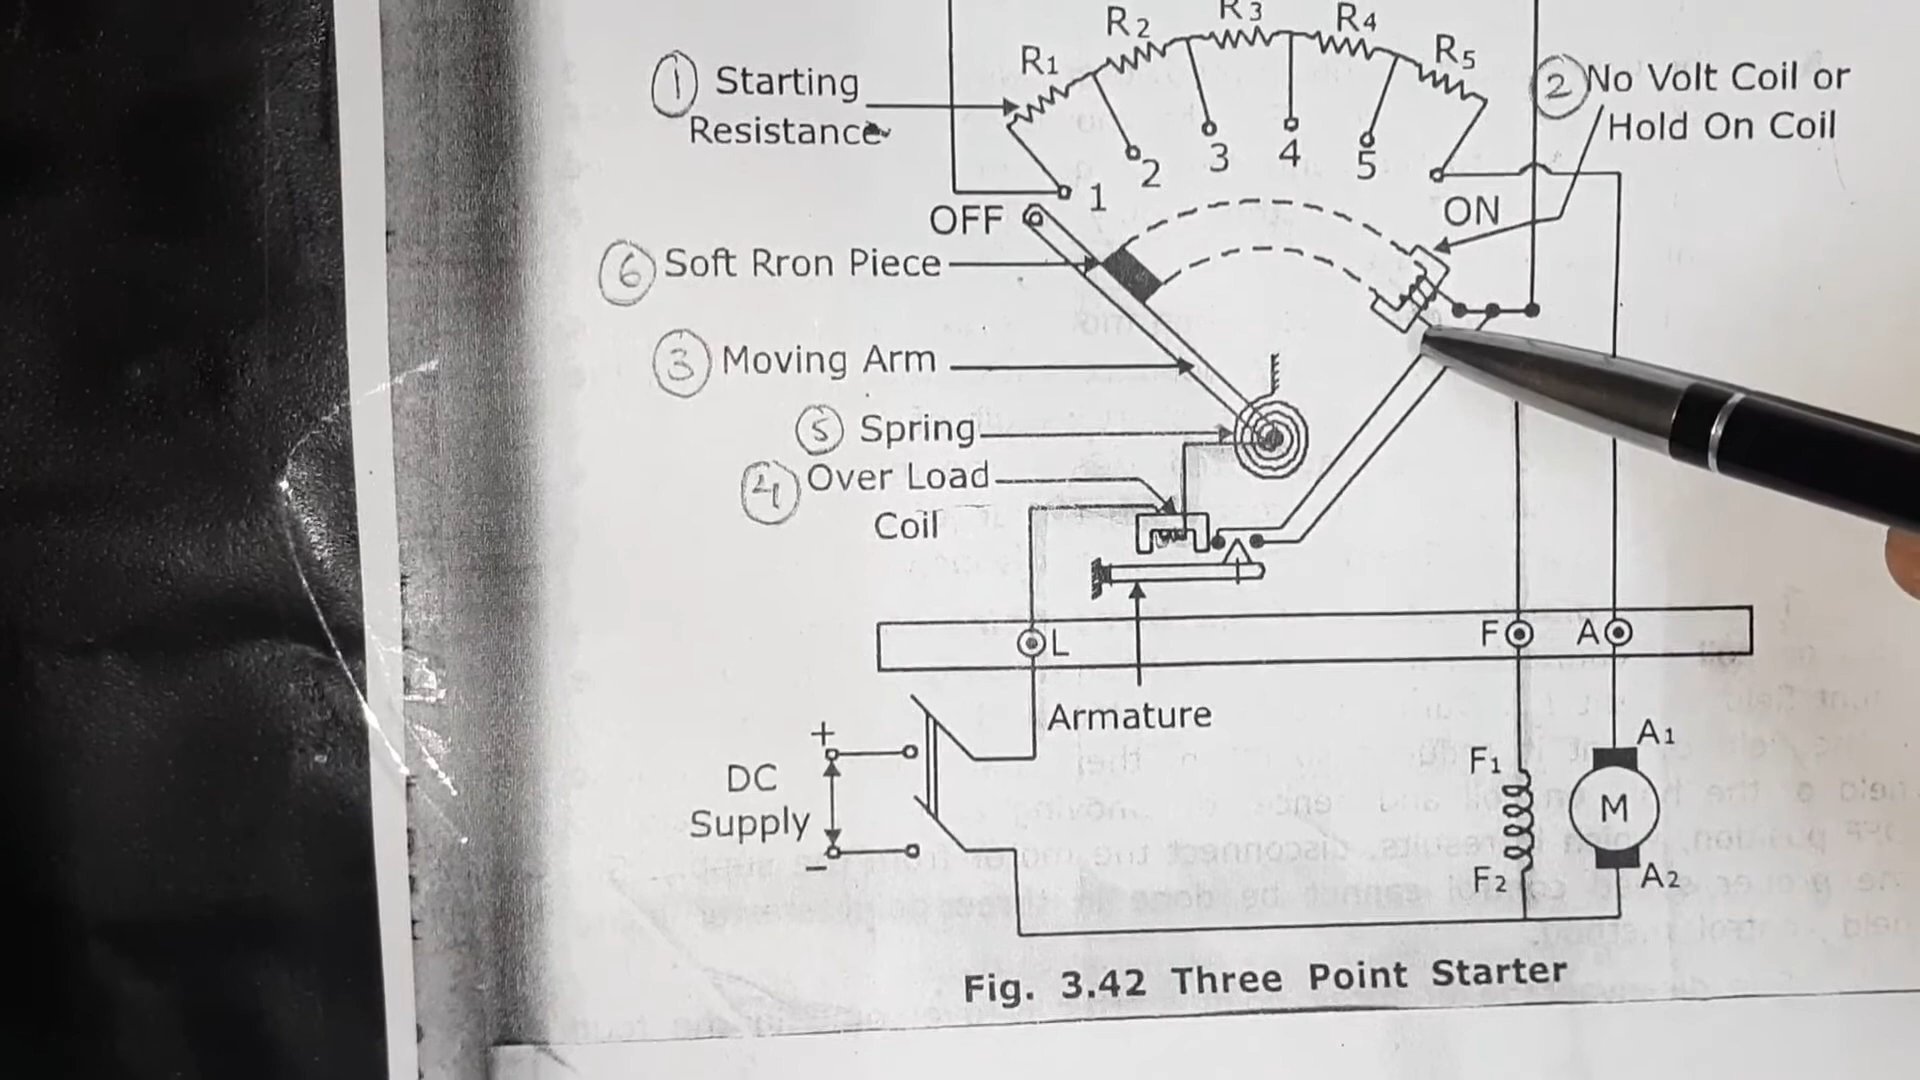 R1 R2 R3 R4 R5
1 Starting
Resistance
2 No Volt Coil or
Hold On Coil
1 2 3 4 5
OFF
ON
6 Soft Rron Piece
3 Moving Arm
5 Spring
4 Over Load
Coil
L
F
A
Armature
+
DC
Supply
−
F1
F2
A1
M
A2
Fig. 3.42 Three Point Starter